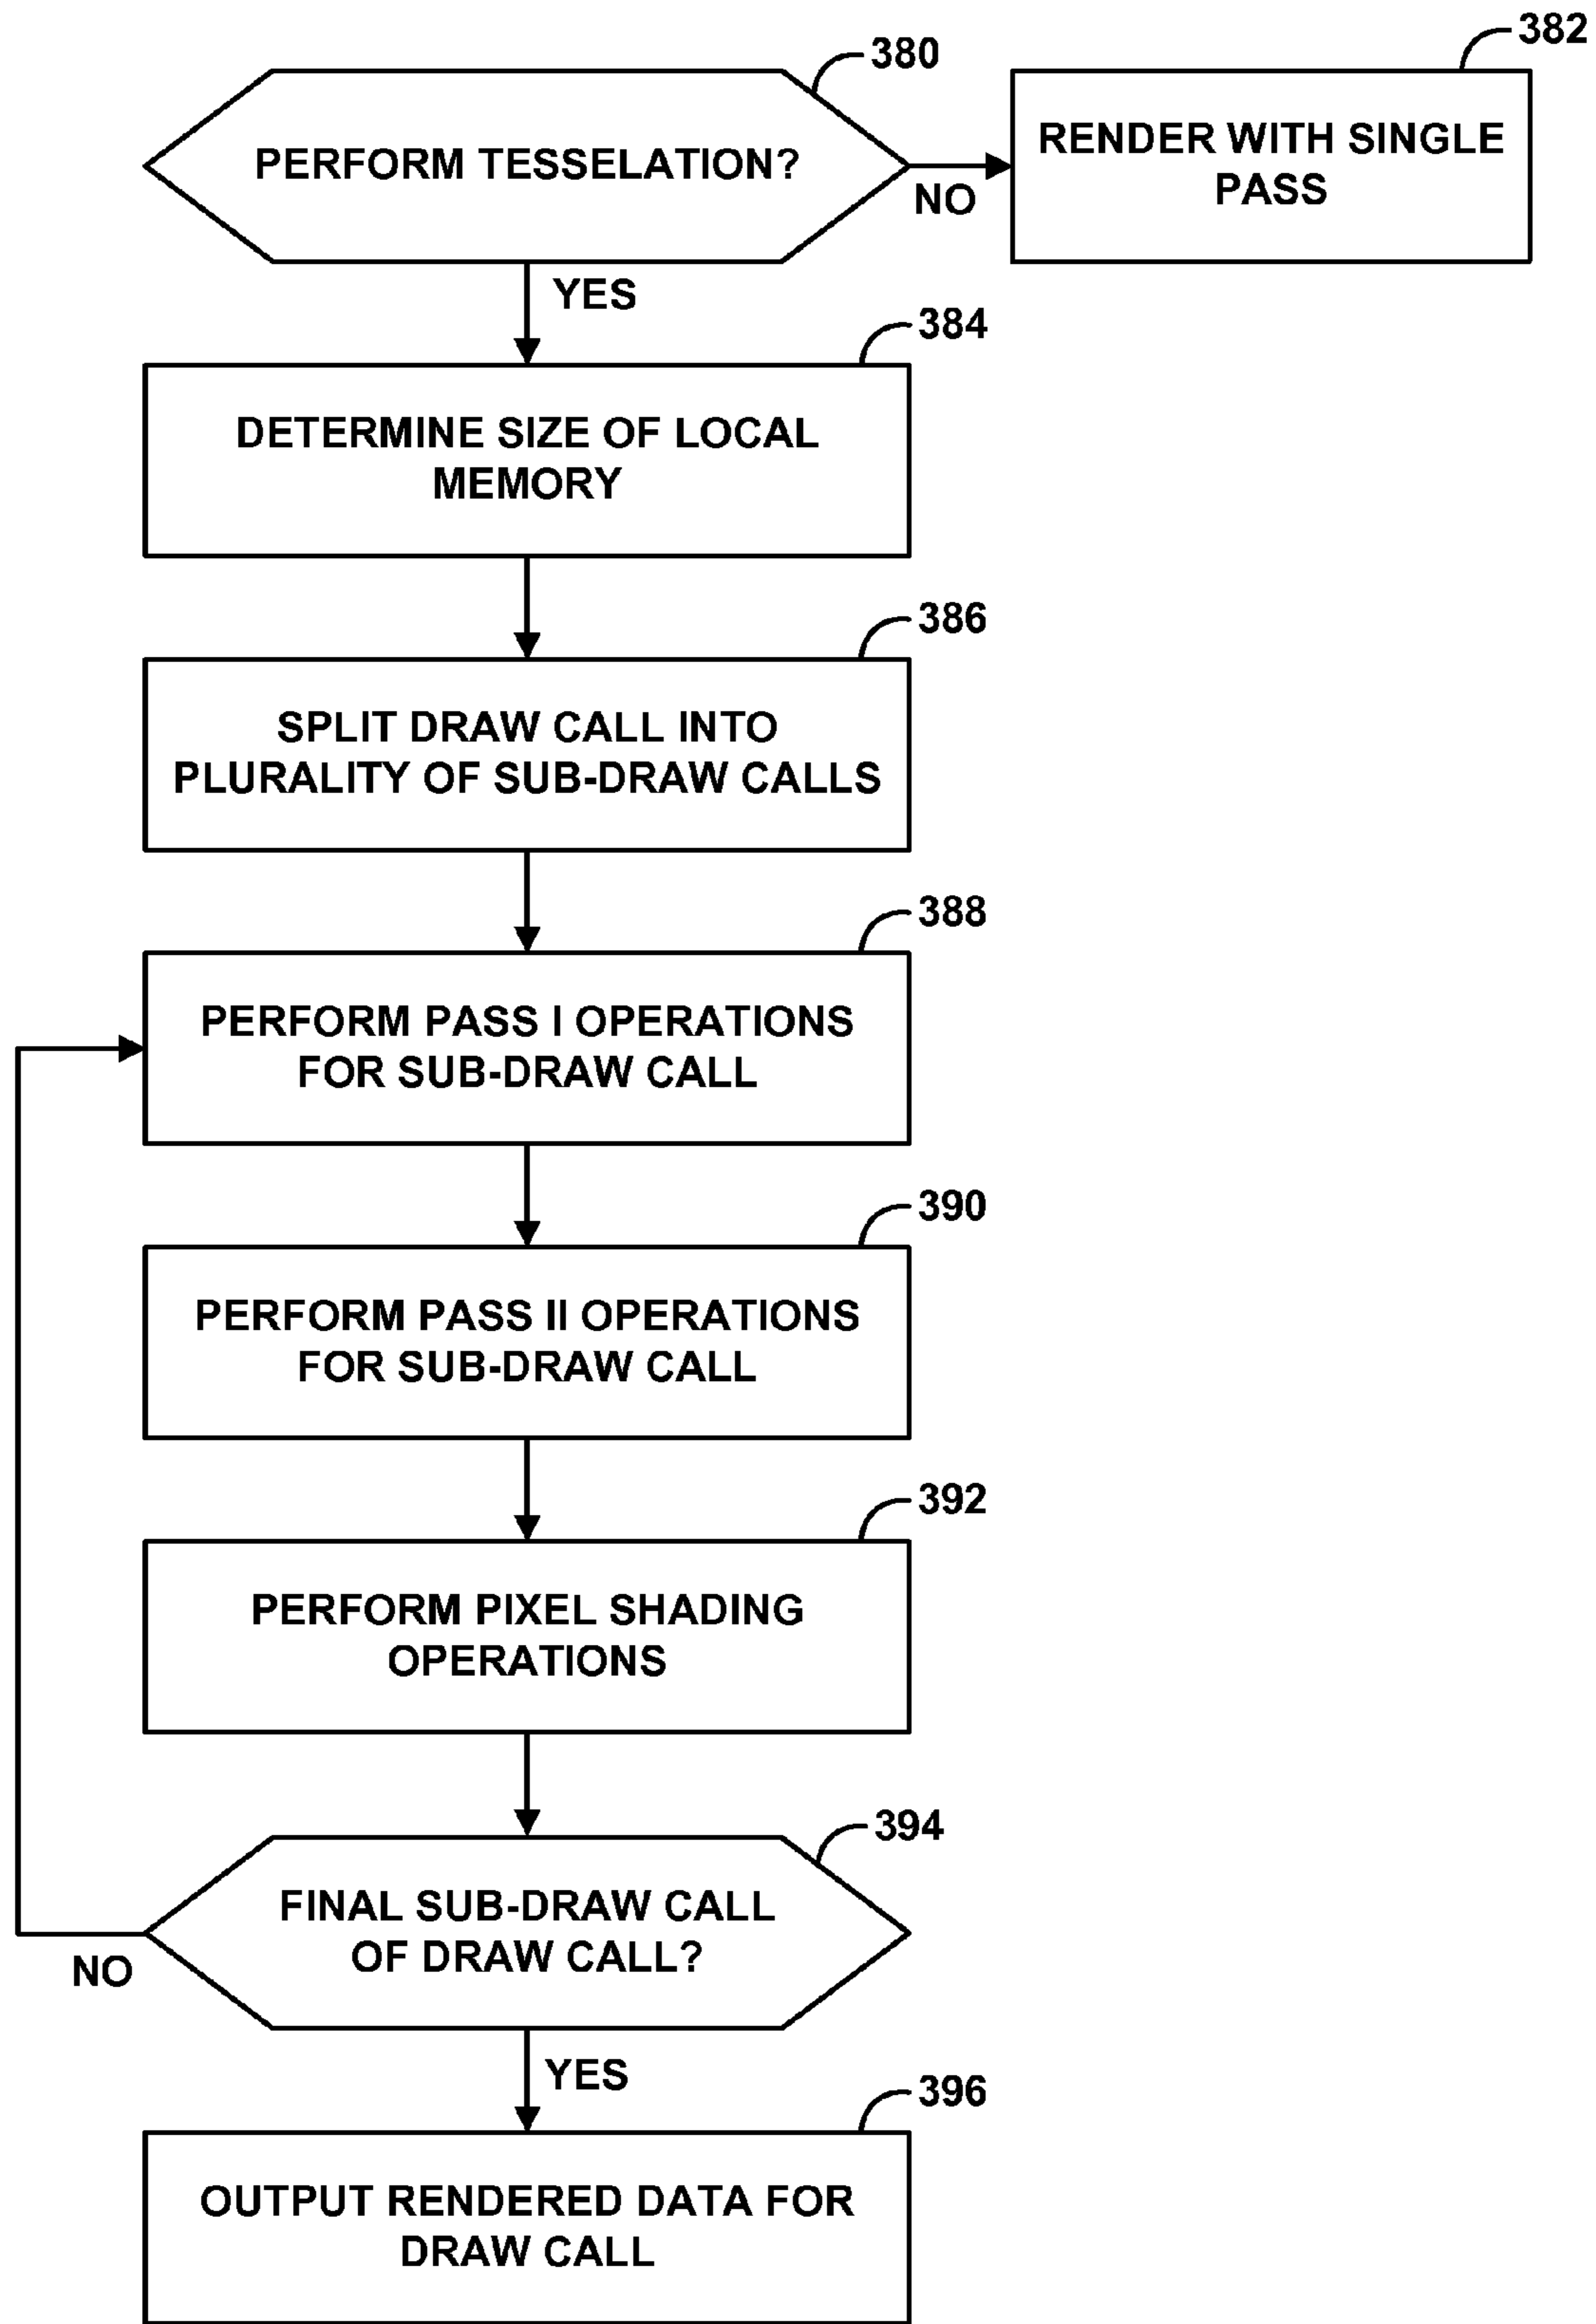 380
382
PERFORM TESSELATION?
RENDER WITH SINGLE
PASS
NO
YES
384
DETERMINE SIZE OF LOCAL
MEMORY
386
SPLIT DRAW CALL INTO
PLURALITY OF SUB-DRAW CALLS
388
PERFORM PASS I OPERATIONS
FOR SUB-DRAW CALL
390
PERFORM PASS II OPERATIONS
FOR SUB-DRAW CALL
392
PERFORM PIXEL SHADING
OPERATIONS
394
FINAL SUB-DRAW CALL
OF DRAW CALL?
NO
YES
396
OUTPUT RENDERED DATA FOR
DRAW CALL